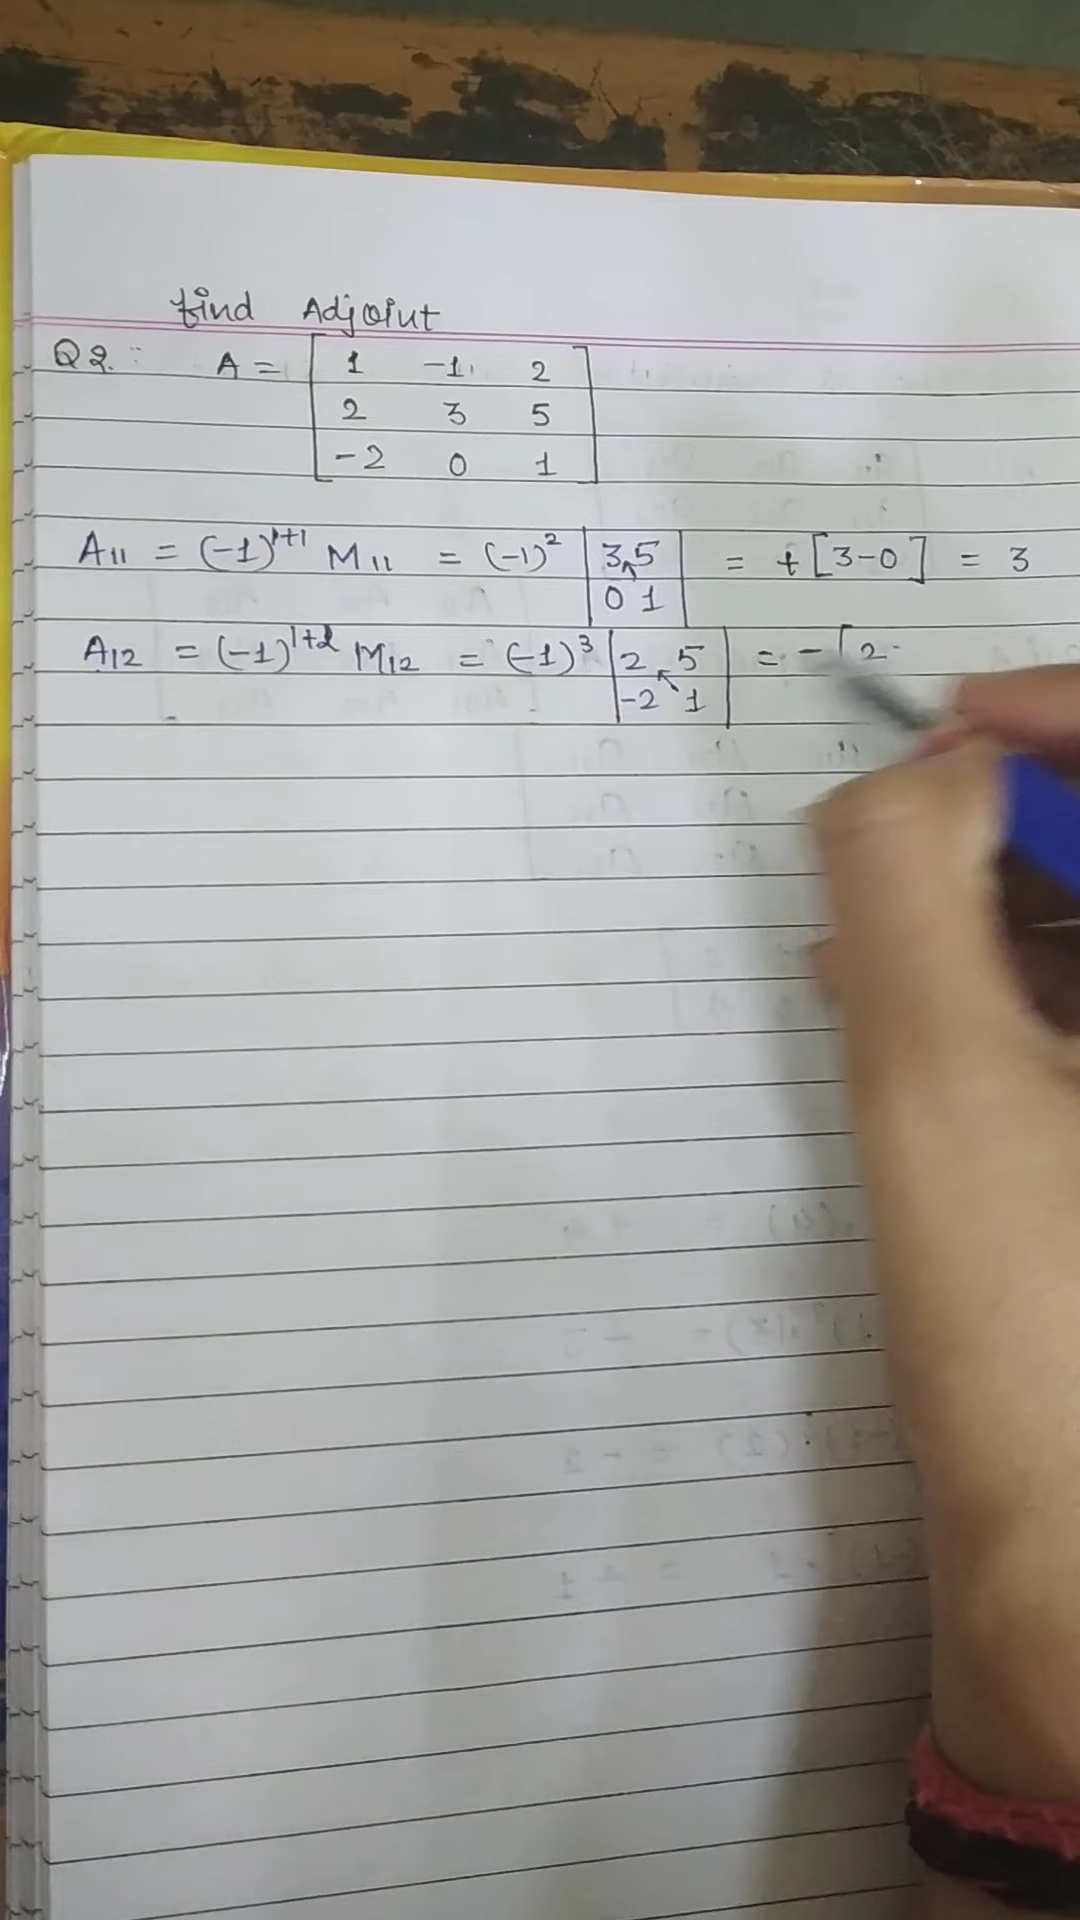 find Adjoint
Q2. A = [ 1 -1 2
2 3 5
-2 0 1 ]
A11 = (-1)^1+1 M11 = (-1)^2 | 3 5 | = + [3-0] = 3
0 1
A12 = (-1)^1+2 M12 = (-1)^3 | 2 5 | = - [2
-2 1